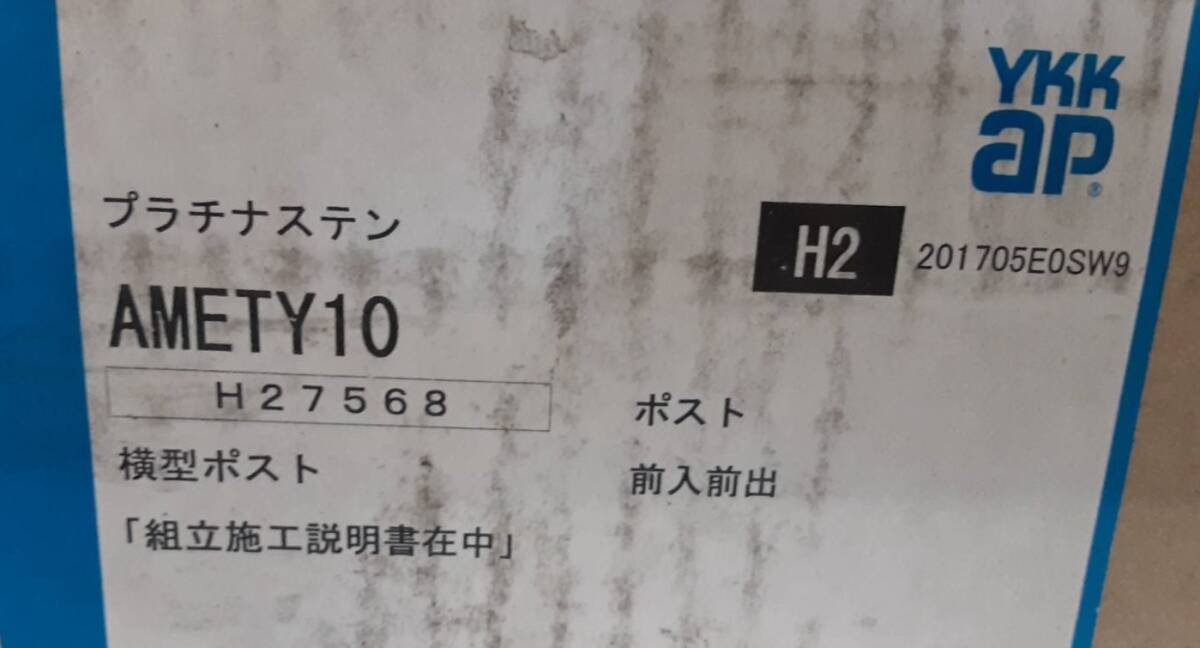 YKK
ap®
プラチナステン
H2 201705E0SW9
AMETY10
H27568
ポスト
横型ポスト
前入前出
「組立施工説明書在中」